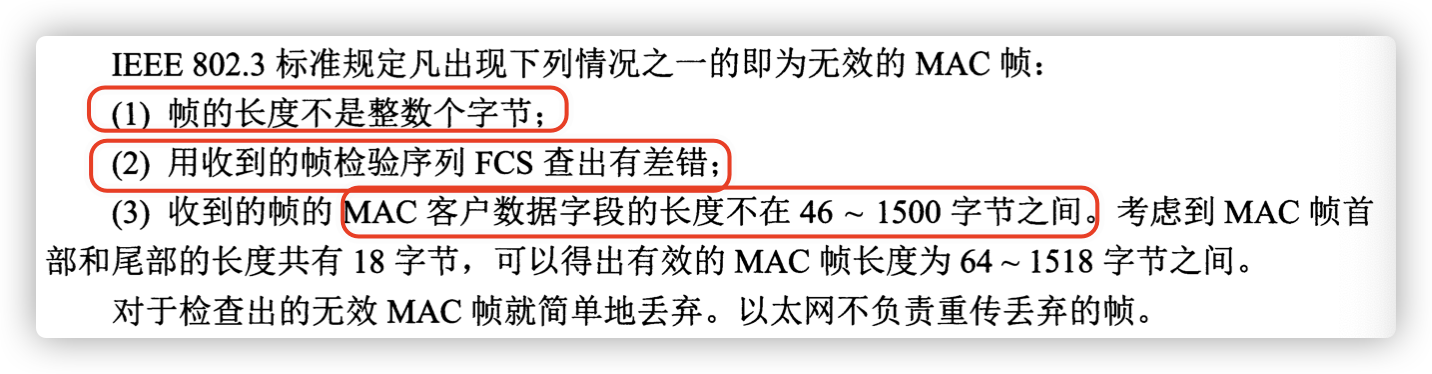 IEEE 802.3 标准规定凡出现下列情况之一的即为无效的 MAC 帧：
(1) 帧的长度不是整数个字节；
(2) 用收到的帧检验序列 FCS 查出有差错；
(3) 收到的帧的 MAC 客户数据字段的长度不在 46 ~ 1500 字节之间。考虑到 MAC 帧首
部和尾部的长度共有 18 字节，可以得出有效的 MAC 帧长度为 64 ~ 1518 字节之间。
对于检查出的无效 MAC 帧就简单地丢弃。以太网不负责重传丢弃的帧。